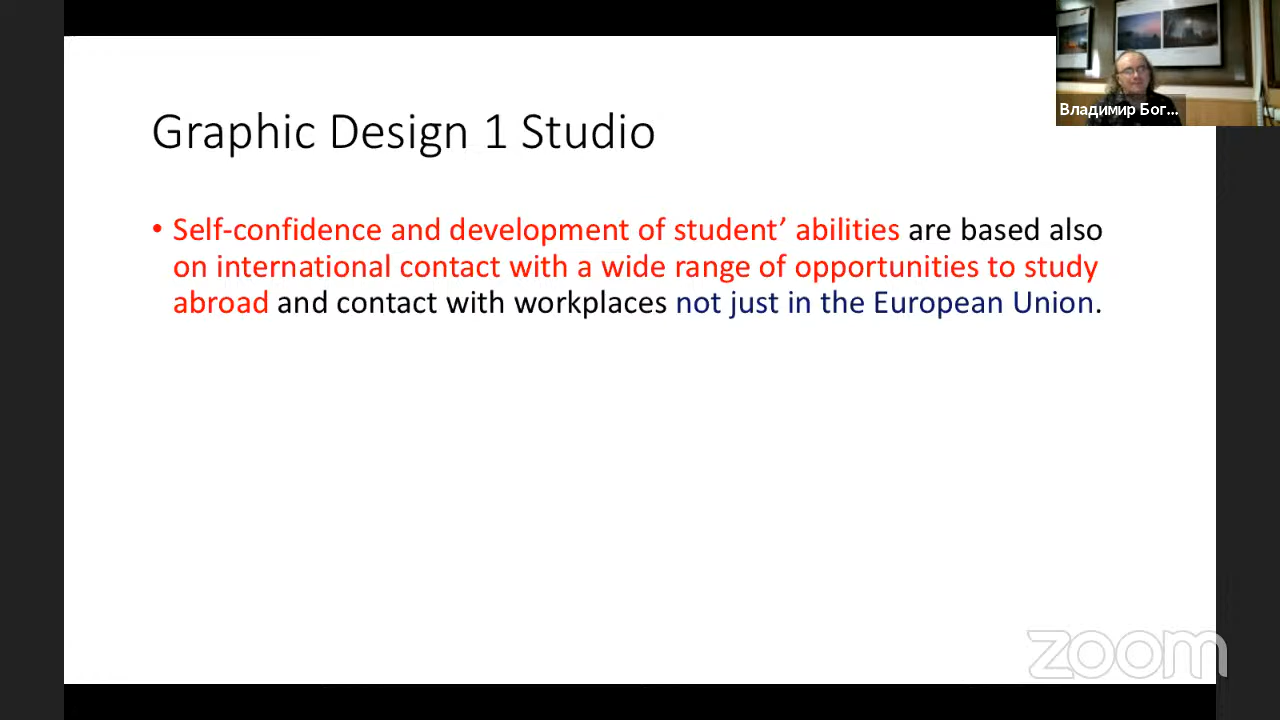 Владимир Бог...
Graphic Design 1 Studio
• Self-confidence and development of student’ abilities are based also
on international contact with a wide range of opportunities to study
abroad and contact with workplaces not just in the European Union.
zoom